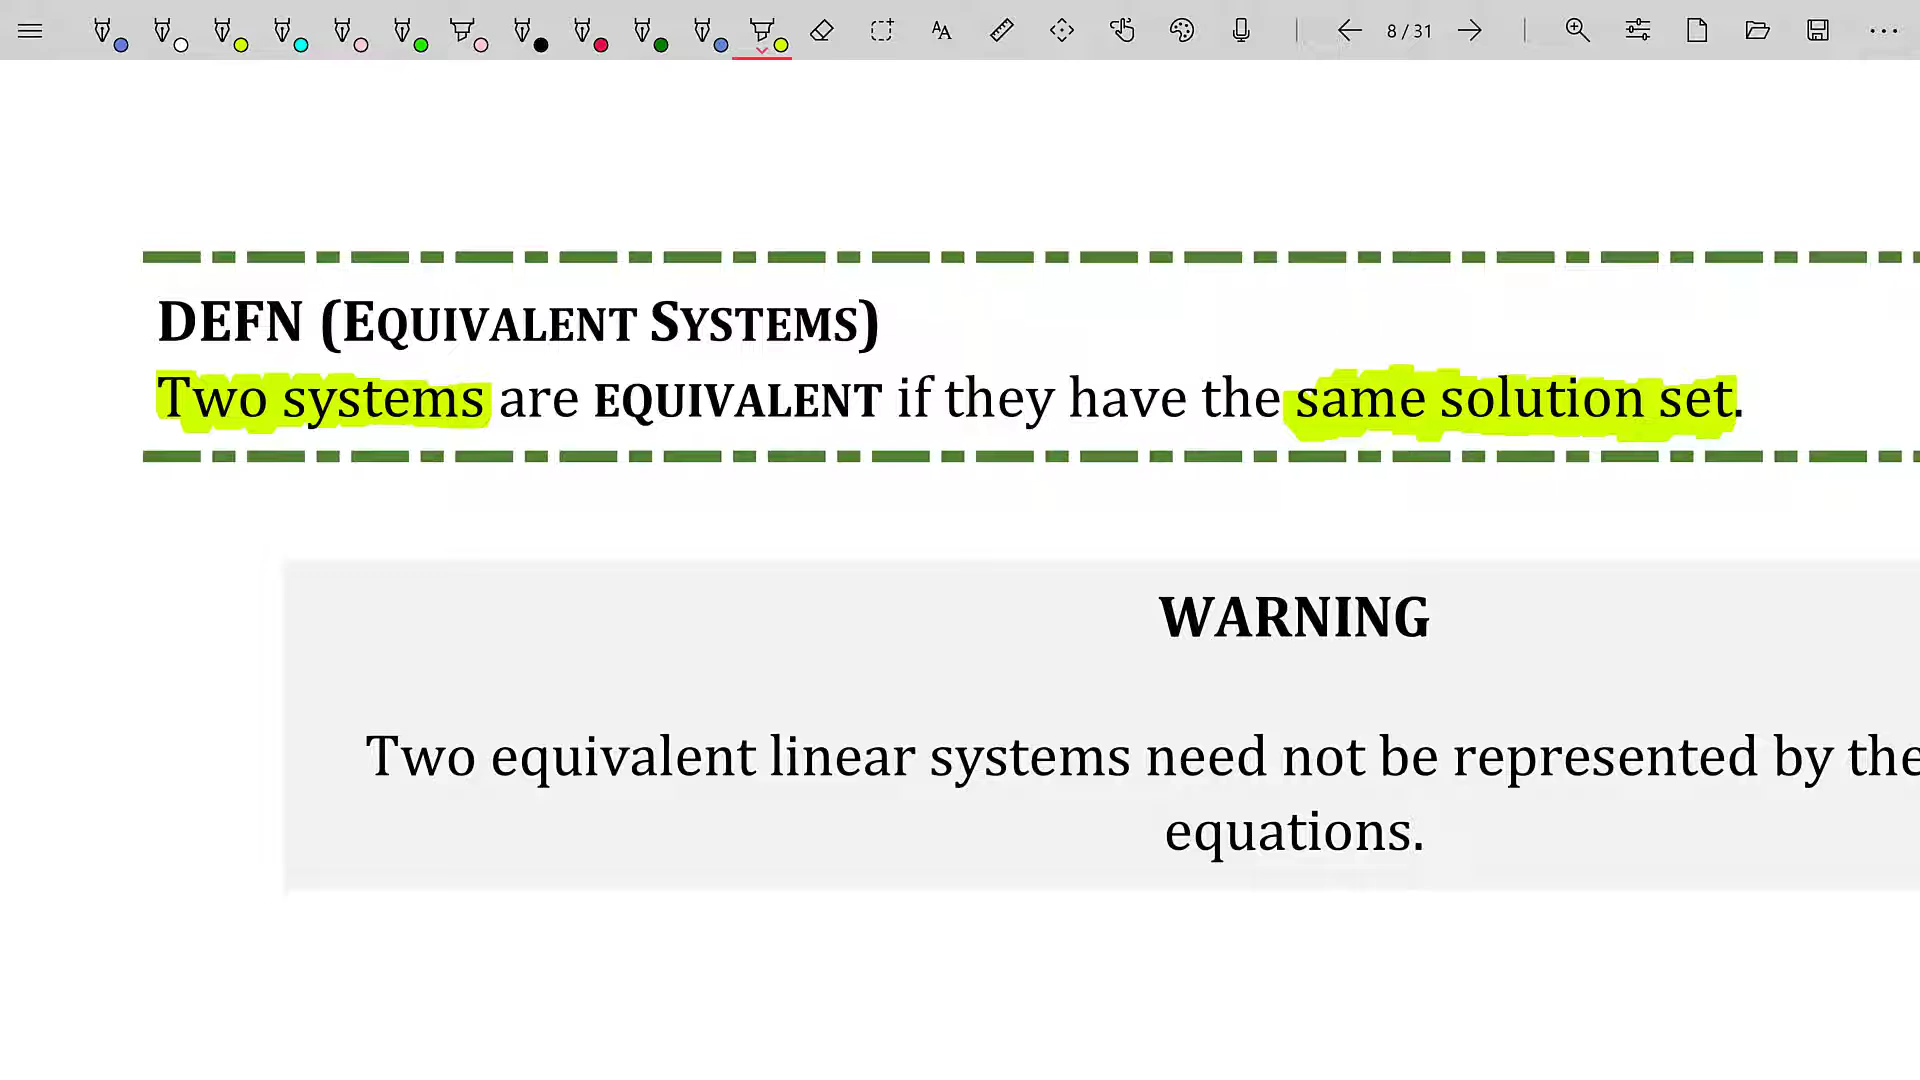 8 / 31
DEFN (EQUIVALENT SYSTEMS)
Two systems are EQUIVALENT if they have the same solution set.
WARNING
Two equivalent linear systems need not be represented by the
equations.